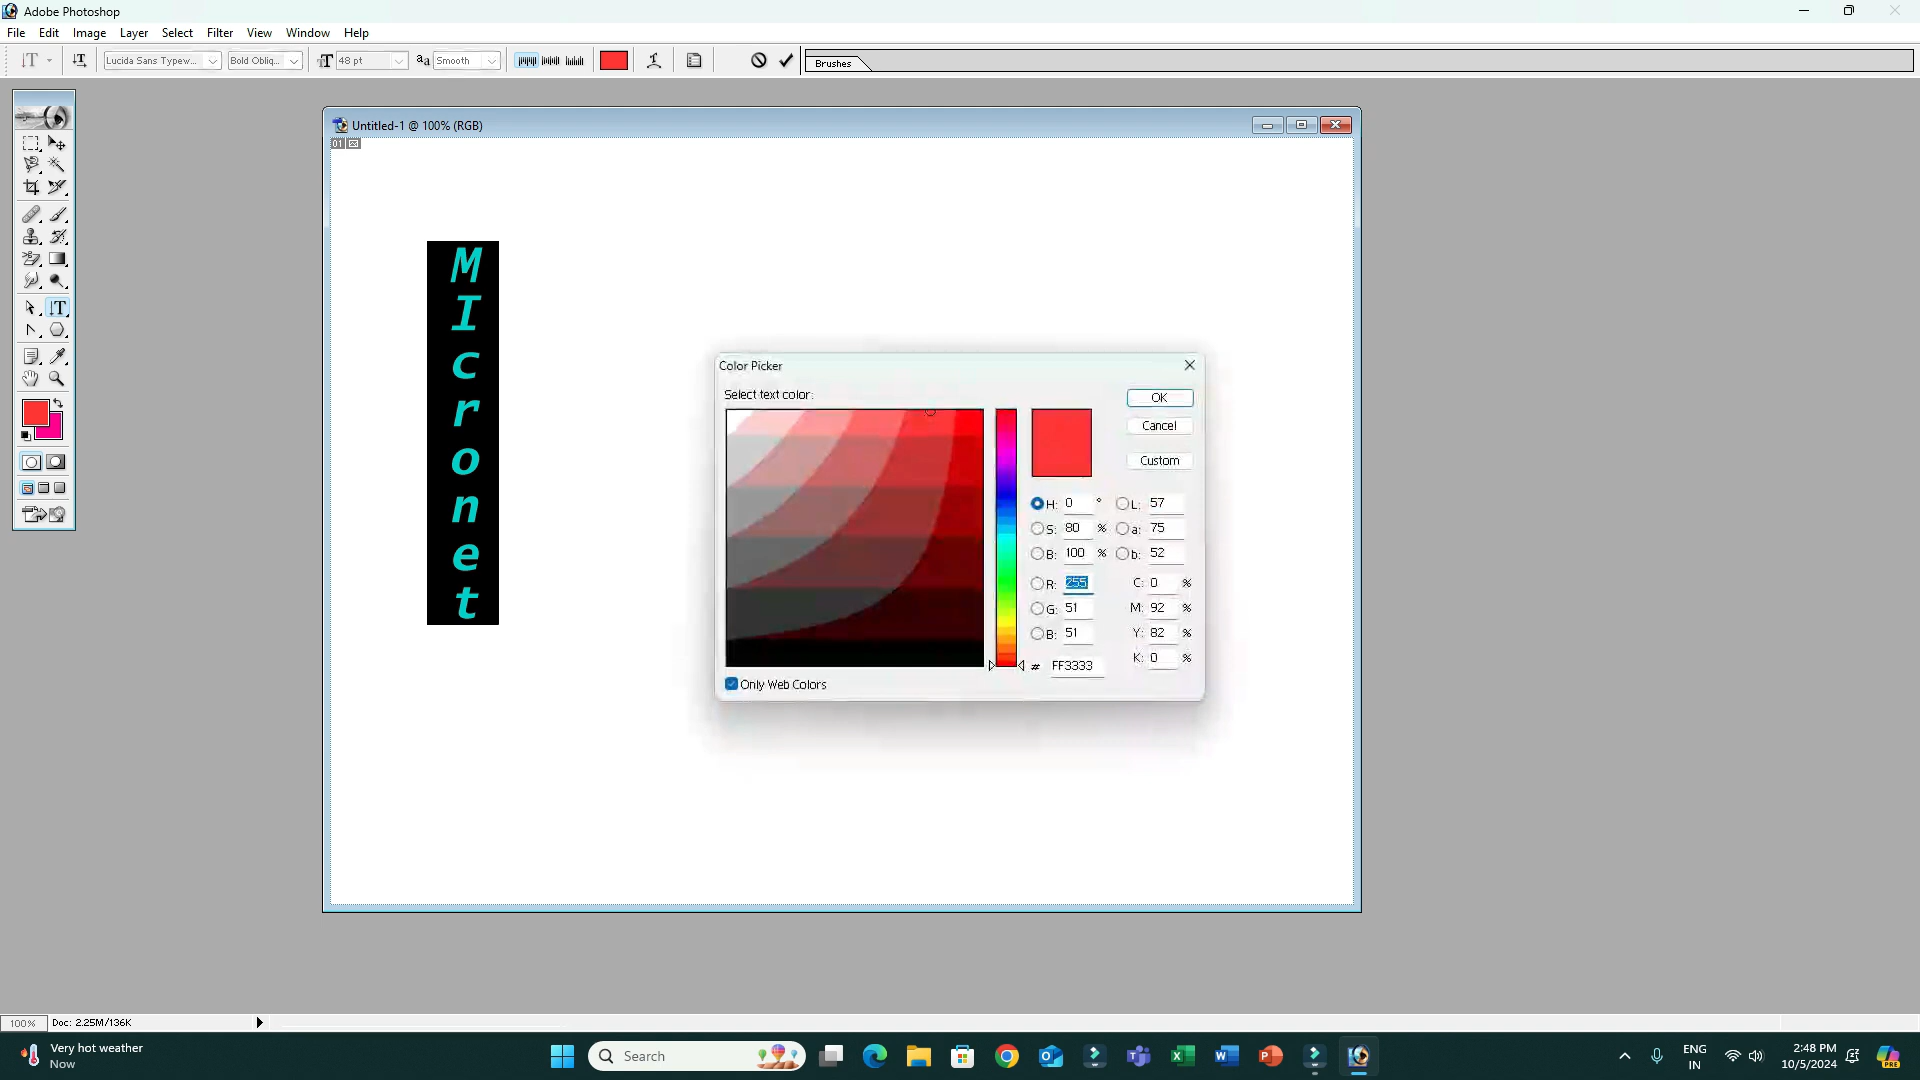 Adobe Photoshop
File Edit Image Layer Select Filter View Window Help
T T Lucida Sans Typew... Bold Obliq... T 48 pt aa Smooth Brushes
Untitled-1 @ 100% (RGB)
01
T
M
I
c
r
o
n
e
t
Color Picker
Select text color:
OK
Cancel
Custom
H: 0 ° L: 57
S: 80 % a: 75
B: 100 % b: 52
R: 255 C: 0 %
G: 51 M: 92 %
B: 51 Y: 82 %
# FF3333 K: 0 %
Only Web Colors
100% Doc: 2.25M/136K
Very hot weather
Now
Search
ENG
IN
2:48 PM
10/5/2024
PRE